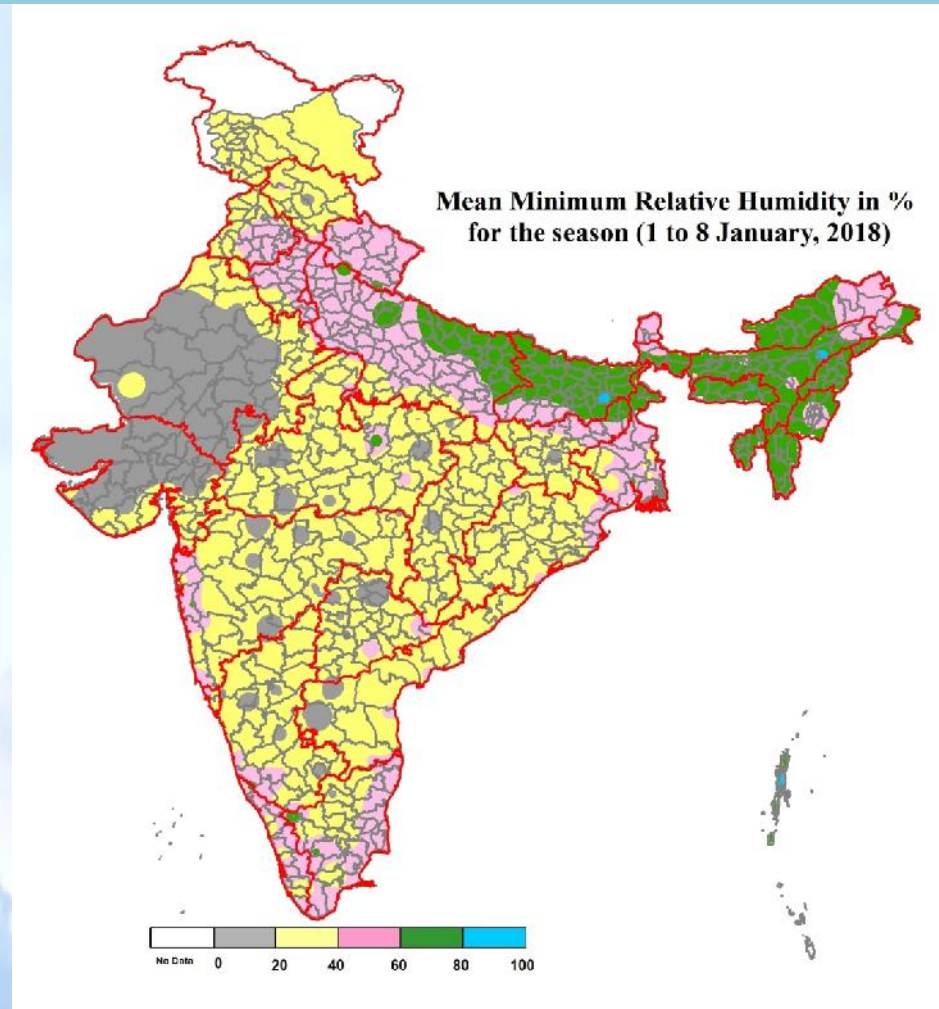 Mean Minimum Relative Humidity in %
for the season (1 to 8 January, 2018)
No Data 0 20 40 60 80 100